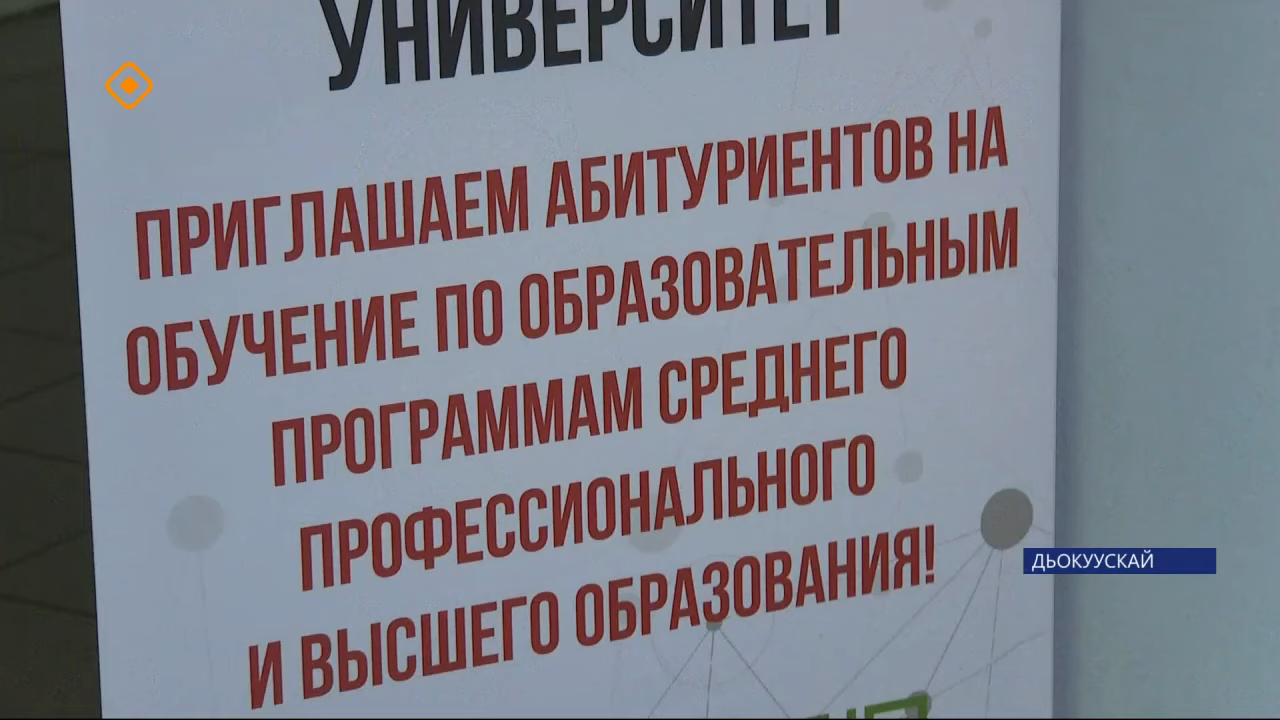 УНИВЕРСИТЕТ
ПРИГЛАШАЕМ АБИТУРИЕНТОВ НА
ОБУЧЕНИЕ ПО ОБРАЗОВАТЕЛЬНЫМ
ПРОГРАММАМ СРЕДНЕГО
ПРОФЕССИОНАЛЬНОГО
И ВЫСШЕГО ОБРАЗОВАНИЯ!
ДЬОКУУСКАЙ